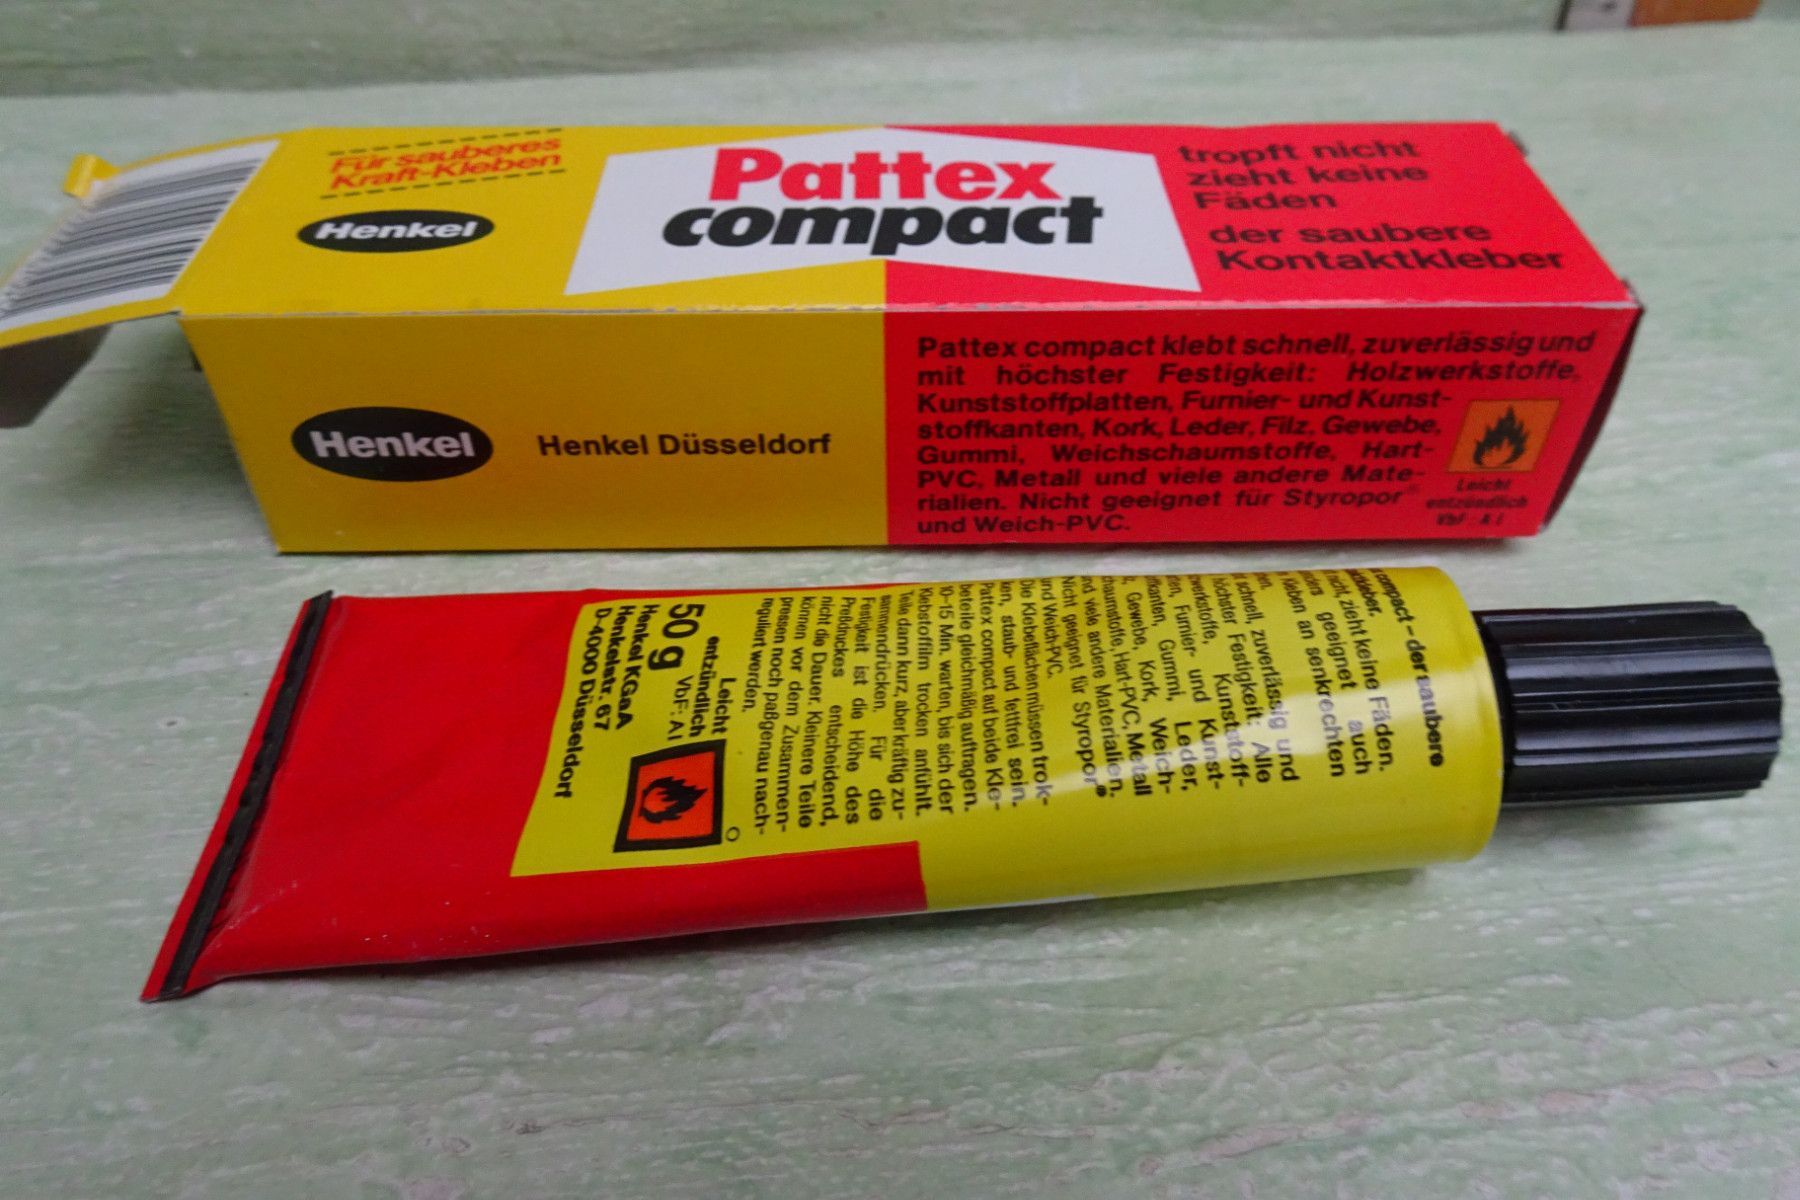 Für sauberes
Kraft-Kleben
Henkel
Pattex
compact
tropft nicht
zieht keine
Fäden
der saubere
Kontaktkleber
Henkel
Henkel Düsseldorf
Pattex compact klebt schnell, zuverlässig und
mit höchster Festigkeit: Holzwerkstoffe,
Kunststoffplatten, Furnier- und Kunst-
stoffkanten, Kork, Leder, Filz, Gewebe,
Gummi, Weichschaumstoffe, Hart-
PVC, Metall und viele andere Mate-
rialien. Nicht geeignet für Styropor®
und Weich-PVC.
Leicht
entzündlich
VbF: A I
compact - der saubere
kleber.
nicht, zieht keine Fäden.
geeignet auch
kleben an senkrechten
schnell, zuverlässig und
höchster Festigkeit: Alle
werkstoffe, Kunststoff-
Furnier- und Kunst-
kanten, Gummi, Leder,
Gewebe, Kork, Weich-
schaumstoffe, Hart-PVC, Metall
und viele andere Materialien.
Nicht geeignet für Styropor®
und Weich-PVC.
Die Klebeflächen müssen trok-
ken, staub- und fettfrei sein.
Pattex compact auf beide Kle-
beteile gleichmäßig auftragen.
10-15 Min. warten, bis sich der
Klebstoffilm trocken anfühlt.
Teile dann kurz, aber kräftig zu-
sammendrücken. Für die
Festigkeit ist die Höhe des
Preßdruckes entscheidend,
nicht die Dauer. Kleinere Teile
können vor dem Zusammen-
pressen noch paßgenau nach-
reguliert werden.
Leicht
entzündlich
50 g VbF: A I
Henkel KGaA
Henkelstr. 67
D-4000 Düsseldorf